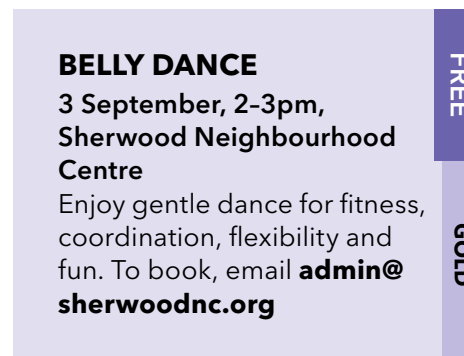 BELLY DANCE
3 September, 2–3pm,
Sherwood Neighbourhood
Centre
Enjoy gentle dance for fitness,
coordination, flexibility and
fun. To book, email admin@
sherwoodnc.org
FREE
GOLD